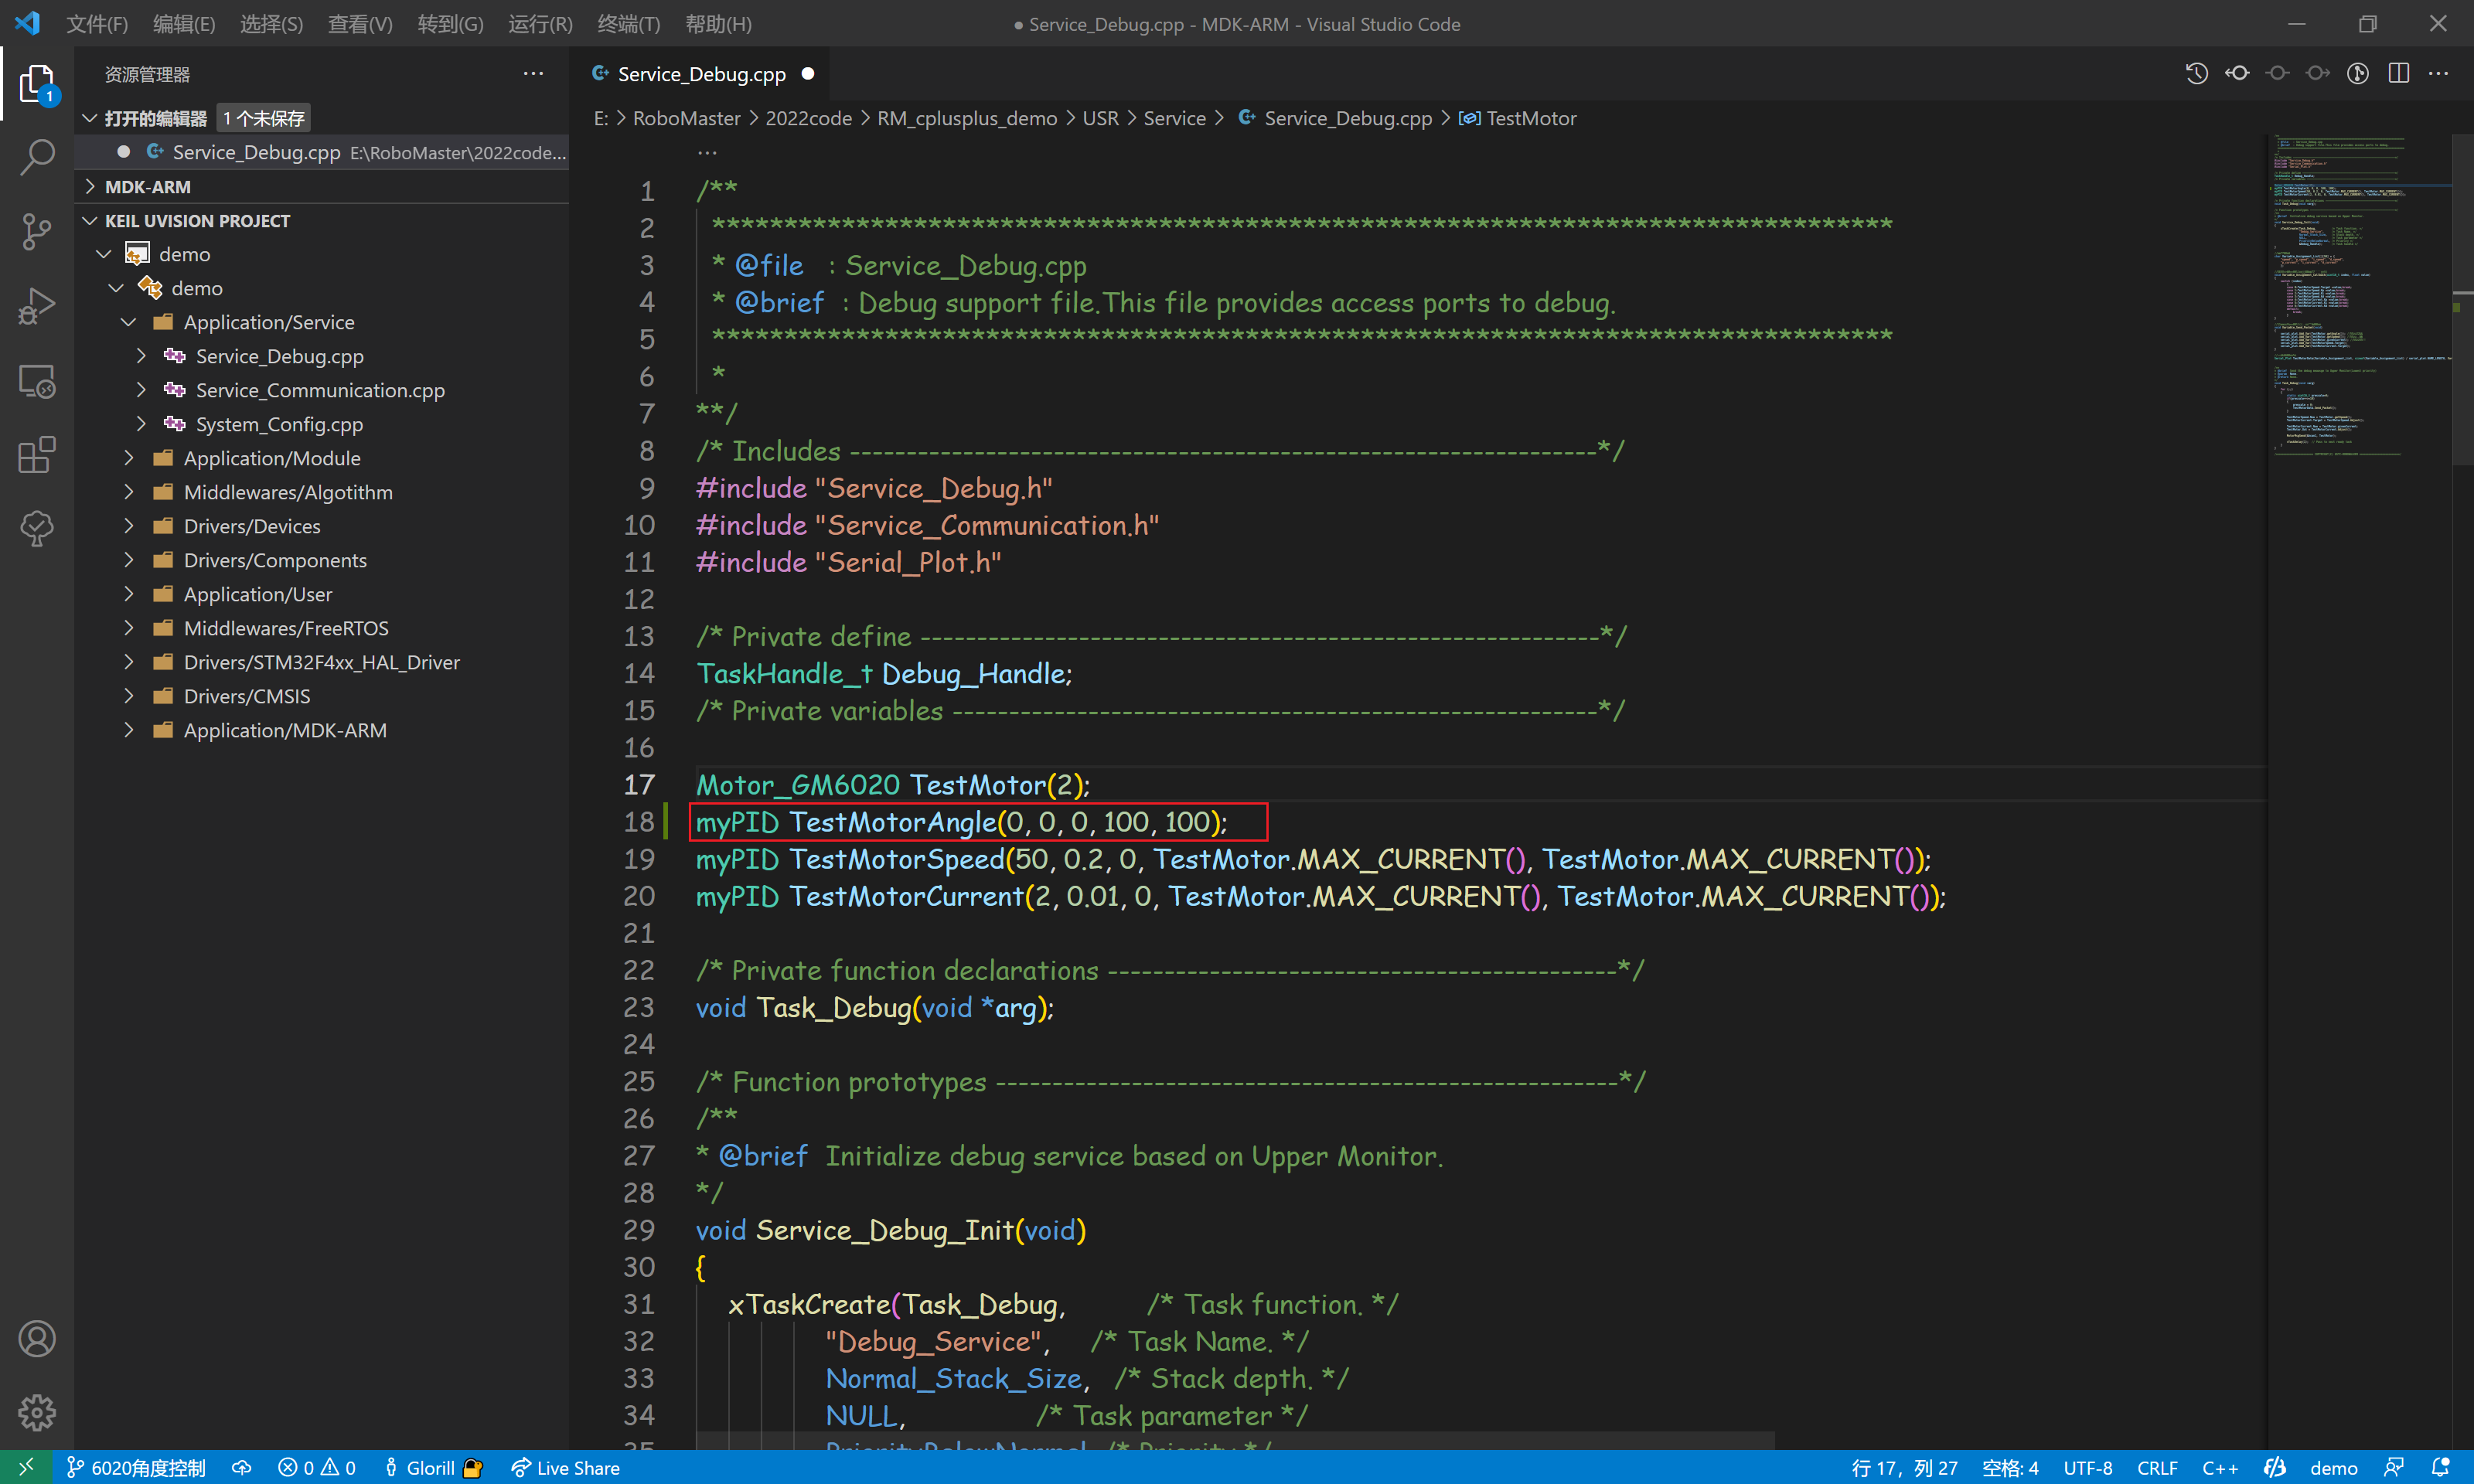 文件(F) 编辑(E) 选择(S) 查看(V) 转到(G) 运行(R) 终端(T) 帮助(H)
● Service_Debug.cpp - MDK-ARM - Visual Studio Code
资源管理器
1
打开的编辑器 1 个未保存
Service_Debug.cpp E:\RoboMaster\2022code...
MDK-ARM
KEIL UVISION PROJECT
demo
demo
Application/Service
Service_Debug.cpp
Service_Communication.cpp
System_Config.cpp
Application/Module
Middlewares/Algotithm
Drivers/Devices
Drivers/Components
Application/User
Middlewares/FreeRTOS
Drivers/STM32F4xx_HAL_Driver
Drivers/CMSIS
Application/MDK-ARM
Service_Debug.cpp
E: > RoboMaster > 2022code > RM_cplusplus_demo > USR > Service > Service_Debug.cpp > TestMotor
...
1 /**
2 ******************************************************************************
3 * @file : Service_Debug.cpp
4 * @brief : Debug support file.This file provides access ports to debug.
5 ******************************************************************************
6 *
7 **/
8 /* Includes ------------------------------------------------------------------*/
9 #include "Service_Debug.h"
10 #include "Service_Communication.h"
11 #include "Serial_Plot.h"
12
13 /* Private define ------------------------------------------------------------*/
14 TaskHandle_t Debug_Handle;
15 /* Private variables ---------------------------------------------------------*/
16
17 Motor_GM6020 TestMotor(2);
18 myPID TestMotorAngle(0, 0, 0, 100, 100);
19 myPID TestMotorSpeed(50, 0.2, 0, TestMotor.MAX_CURRENT(), TestMotor.MAX_CURRENT());
20 myPID TestMotorCurrent(2, 0.01, 0, TestMotor.MAX_CURRENT(), TestMotor.MAX_CURRENT());
21
22 /* Private function declarations ---------------------------------------------*/
23 void Task_Debug(void *arg);
24
25 /* Function prototypes -------------------------------------------------------*/
26 /**
27 * @brief Initialize debug service based on Upper Monitor.
28 */
29 void Service_Debug_Init(void)
30 {
31 xTaskCreate(Task_Debug, /* Task function. */
32 "Debug_Service", /* Task Name. */
33 Normal_Stack_Size, /* Stack depth. */
34 NULL, /* Task parameter */
35 PriorityBelowNormal, /* Priority */
6020角度控制 0 0 Glorill Live Share
行 17，列 27 空格: 4 UTF-8 CRLF C++ demo